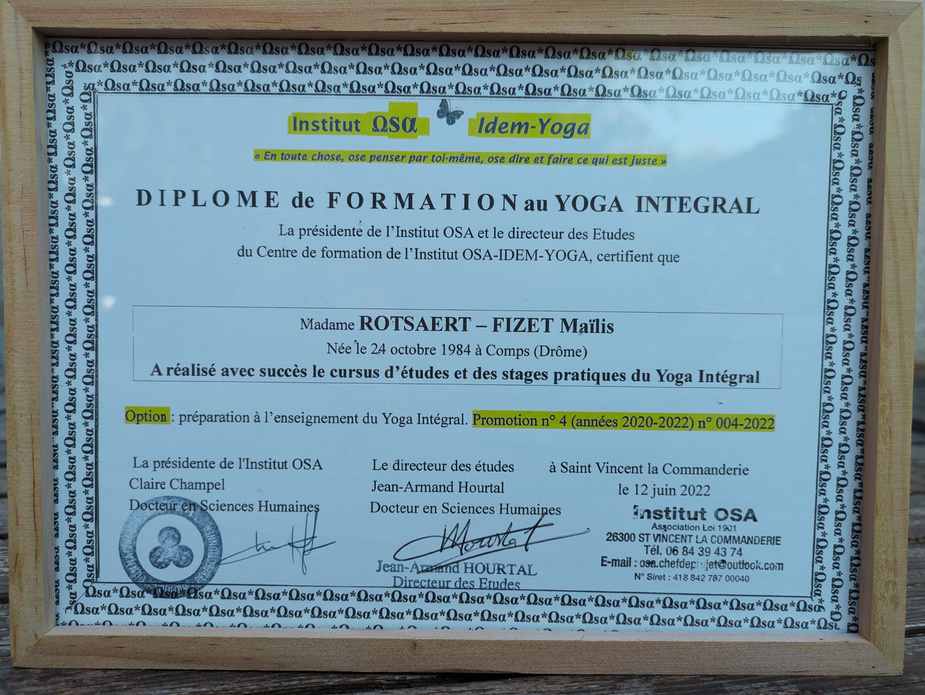 Institut Ωsα Idem-Yoga
« En toute chose, ose penser par toi-même, ose dire et faire ce qui est juste »
DIPLOME de FORMATION au YOGA INTEGRAL
La présidente de l'Institut OSA et le directeur des Etudes
du Centre de formation de l'Institut OSA-IDEM-YOGA, certifient que
Madame ROTSAERT – FIZET Maïlis
Née le 24 octobre 1984 à Comps (Drôme)
A réalisé avec succès le cursus d'études et des stages pratiques du Yoga Intégral
Option : préparation à l'enseignement du Yoga Intégral. Promotion n° 4 (années 2020-2022) n° 004-2022
La présidente de l'Institut OSA
Claire Champel
Docteur en Sciences Humaines
Le directeur des études
Jean-Armand Hourtal
Docteur en Sciences Humaines
Jean-Armand HOURTAL
Directeur des Etudes
à Saint Vincent la Commanderie
le 12 juin 2022
Institut OSA
Association Loi 1901
26300 ST VINCENT LA COMMANDERIE
Tél. 06 84 39 43 74
E-mail : osa.chefdeprojet@outlook.com
N° Siret : 418 842 787 00040